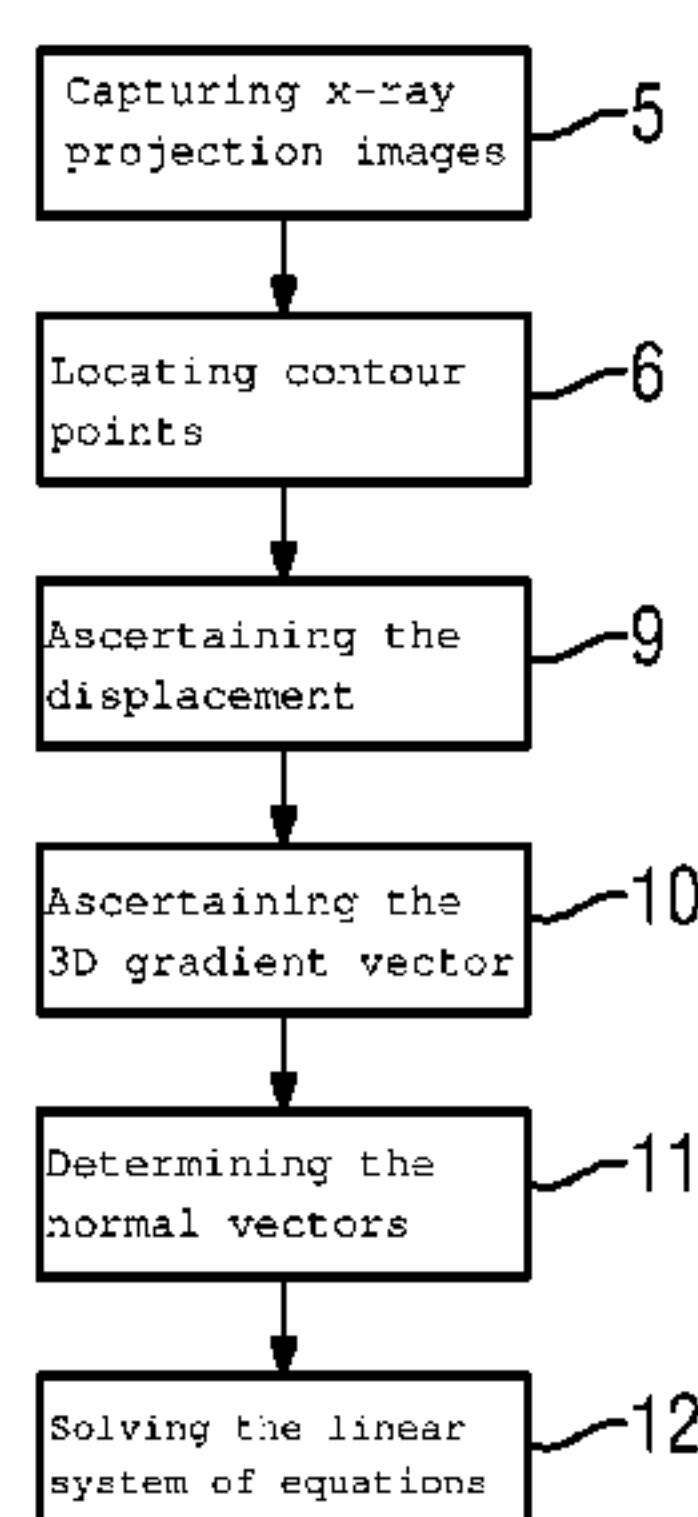 Capturing x-ray
projection images
5
Locating contour
points
6
Ascertaining the
displacement
9
Ascertaining the
3D gradient vector
10
Determining the
normal vectors
11
Solving the linear
system of equations
12